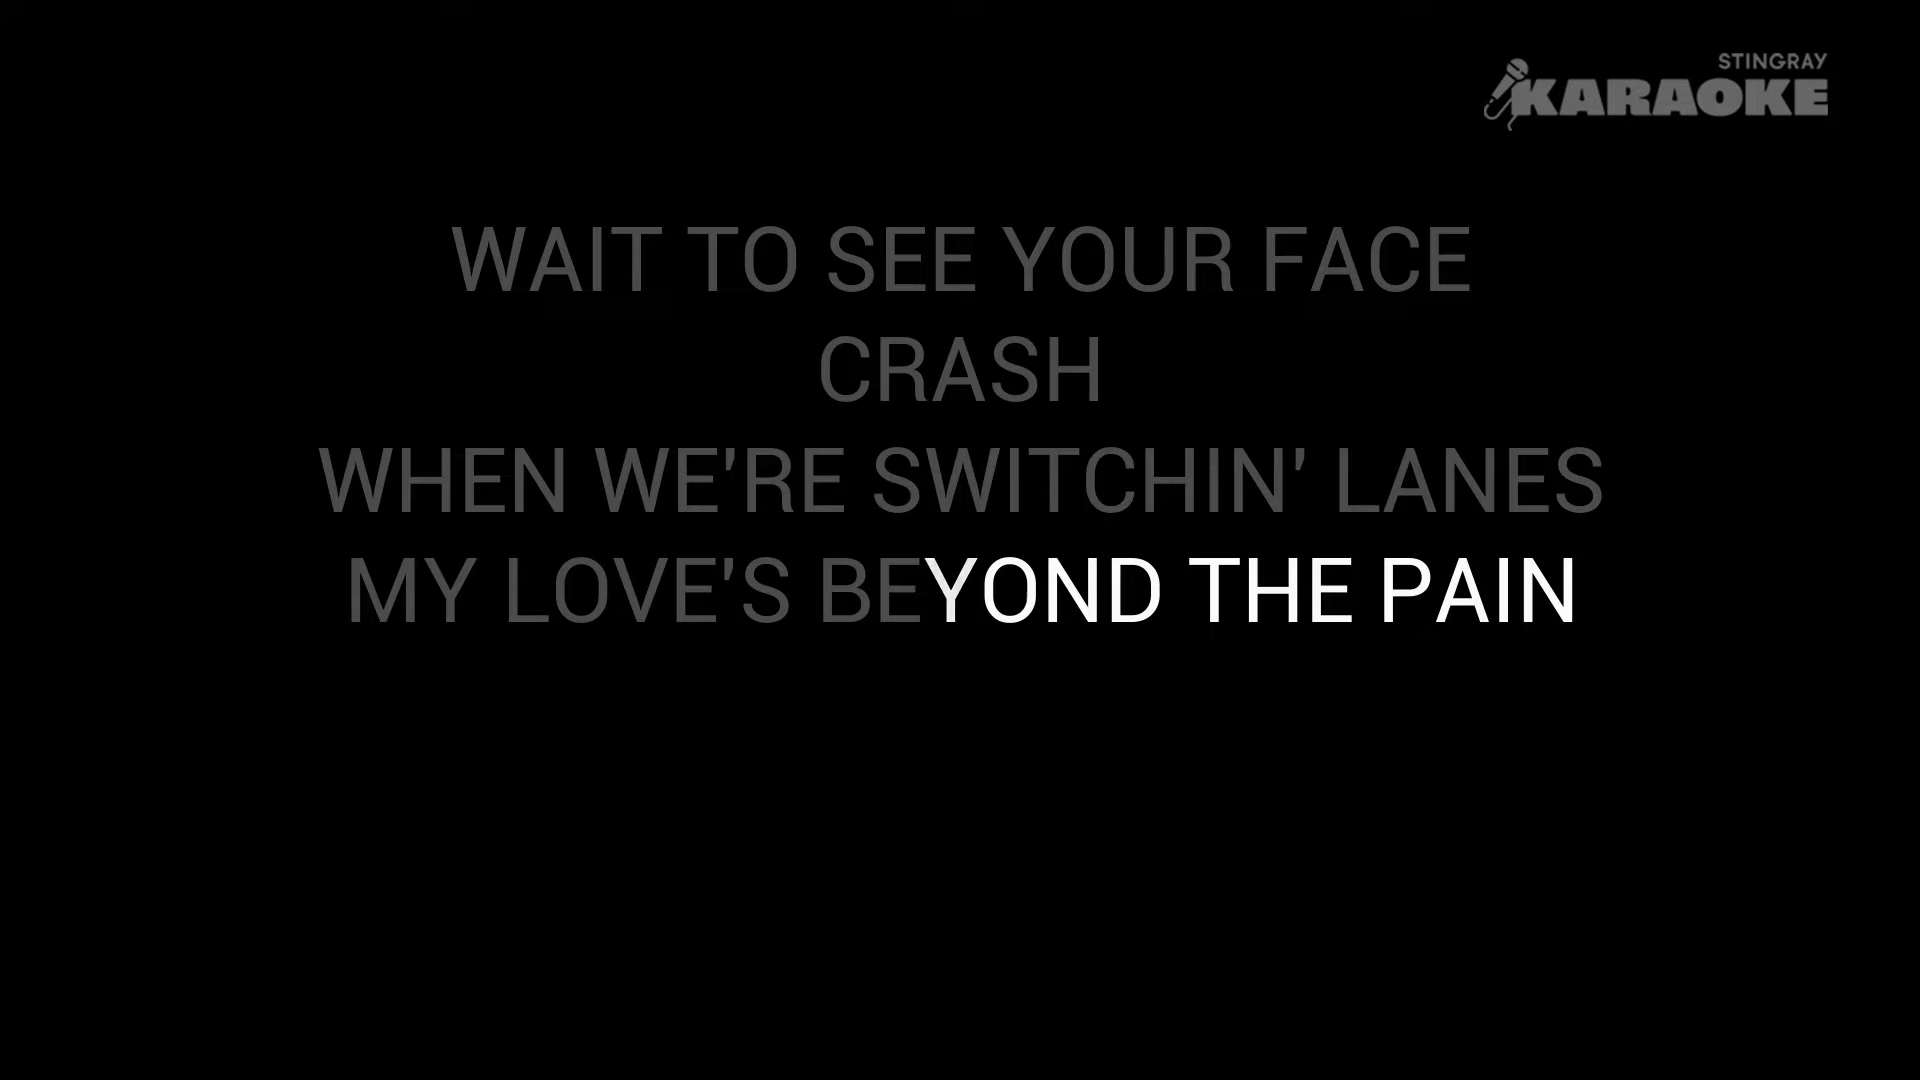 STINGRAY
KARAOKE
WAIT TO SEE YOUR FACE
CRASH
WHEN WE'RE SWITCHIN' LANES
MY LOVE'S BEYOND THE PAIN